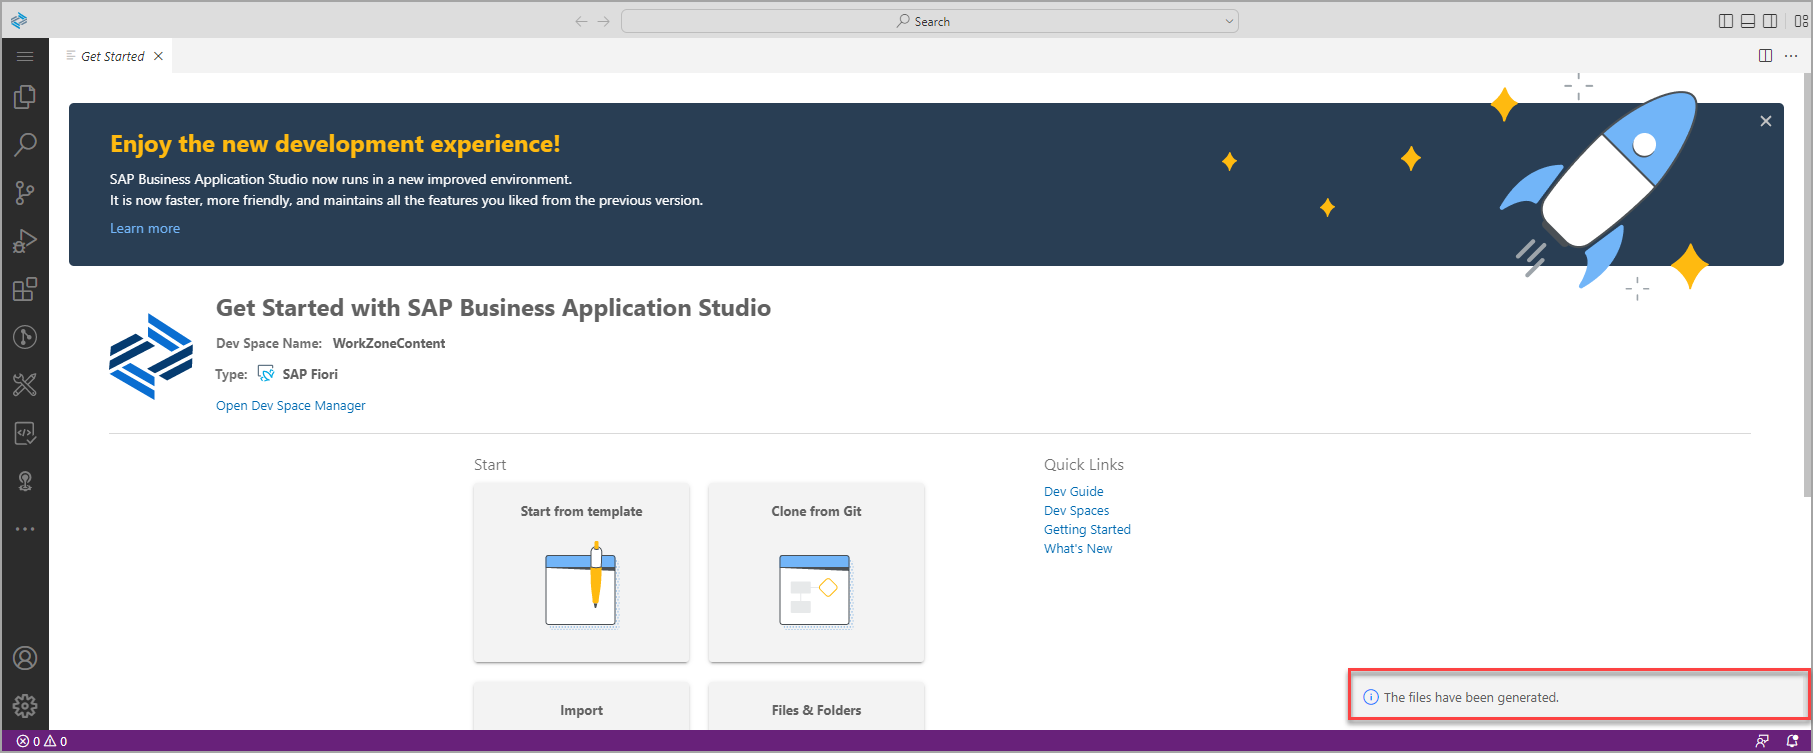 Search
Get Started
Enjoy the new development experience!
SAP Business Application Studio now runs in a new improved environment.
It is now faster, more friendly, and maintains all the features you liked from the previous version.
Learn more
Get Started with SAP Business Application Studio
Dev Space Name: WorkZoneContent
Type: SAP Fiori
Open Dev Space Manager
Start
Start from template
Clone from Git
Import
Files & Folders
Quick Links
Dev Guide
Dev Spaces
Getting Started
What's New
The files have been generated.
0 0